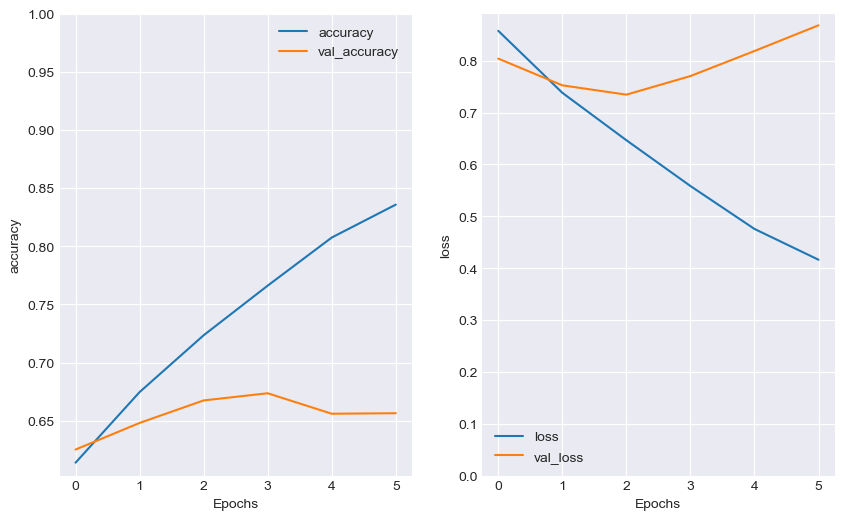 1.00
0.95
0.90
0.85
0.80
0.75
0.70
0.65
accuracy
accuracy
val_accuracy
0 1 2 3 4 5
Epochs
0.8
0.7
0.6
0.5
0.4
0.3
0.2
0.1
0.0
loss
loss
val_loss
0 1 2 3 4 5
Epochs